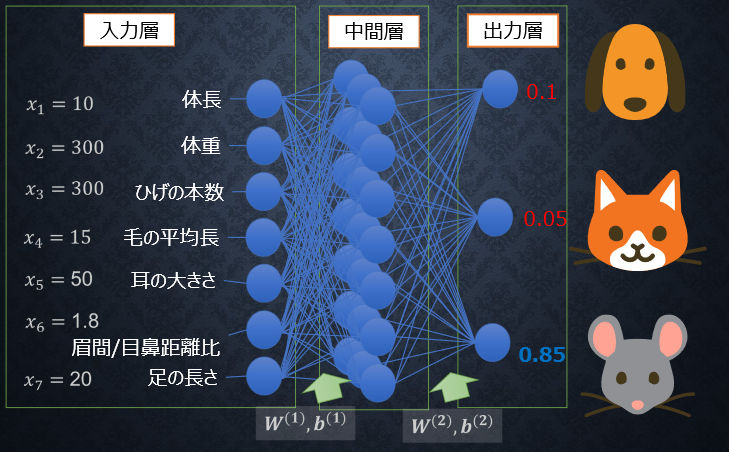 入力層
中間層
出力層
x₁ = 10
体長
0.1
x₂ = 300
体重
x₃ = 300
ひげの本数
0.05
x₄ = 15
毛の平均長
x₅ = 50
耳の大きさ
x₆ = 1.8
眉間/目鼻距離比
0.85
x₇ = 20
足の長さ
W⁽¹⁾, b⁽¹⁾
W⁽²⁾, b⁽²⁾